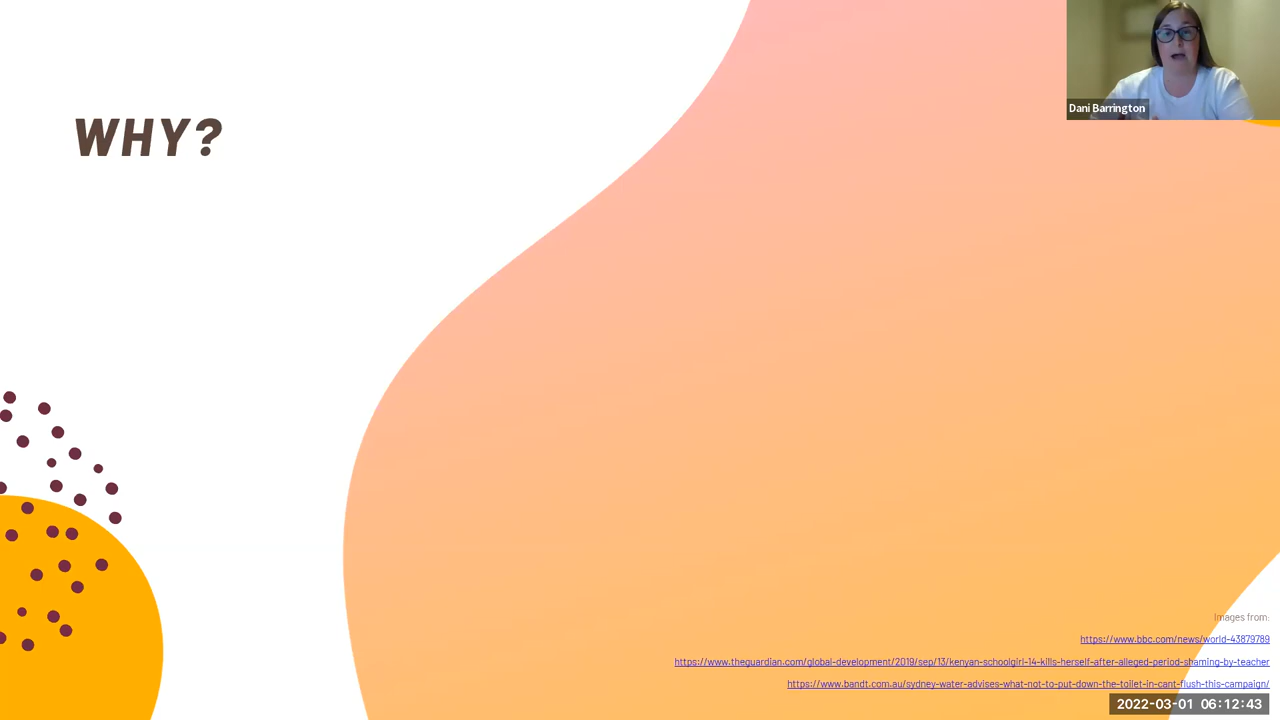 WHY?
Dani Barrington
Images from:
https://www.bbc.com/news/world-43879789
https://www.theguardian.com/global-development/2019/sep/13/kenyan-schoolgirl-14-kills-herself-after-alleged-period-shaming-by-teacher
https://www.bandt.com.au/sydney-water-advises-what-not-to-put-down-the-toilet-in-cant-flush-this-campaign/
2022-03-01 06:12:43